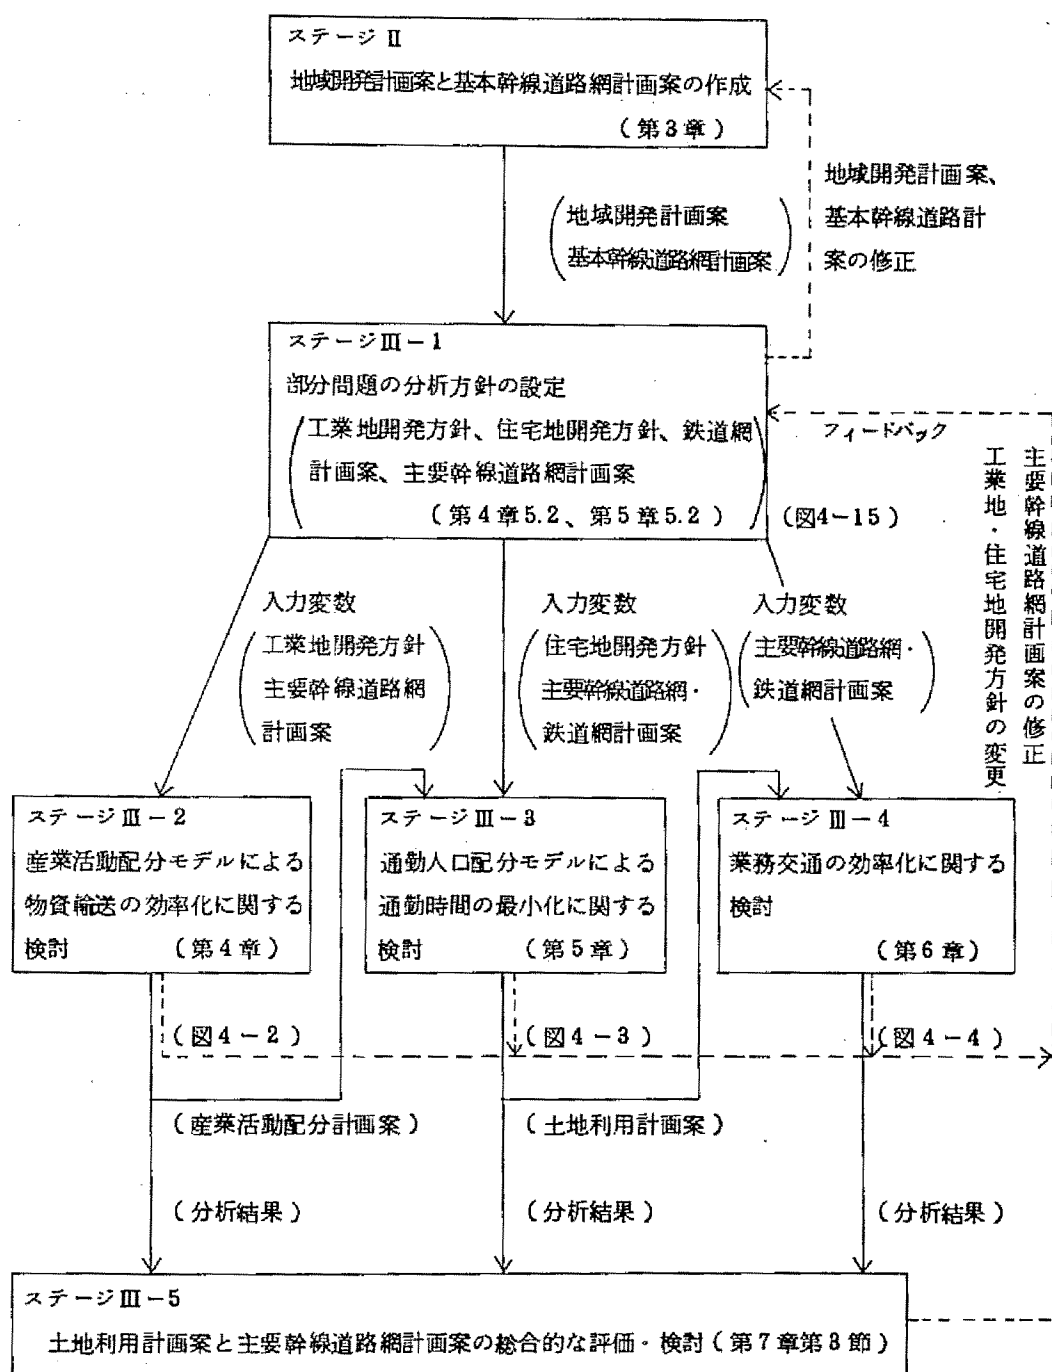 ステージ Ⅱ
地域開発計画案と基本幹線道路網計画案の作成
(第3章)
地域開発計画案、
基本幹線道路計
案の修正
地域開発計画案
基本幹線道路網計画案
ステージⅢ－1
部分問題の分析方針の設定
工業地開発方針、住宅地開発方針、鉄道網
計画案、主要幹線道路網計画案
(第4章5.2、第5章5.2)
(図4－15)
フィードバック
主要幹線道路網計画案の修正
工業地・住宅地開発方針の変更
入力変数
工業地開発方針
主要幹線道路網
計画案
入力変数
住宅地開発方針
主要幹線道路網・
鉄道網計画案
入力変数
主要幹線道路網・
鉄道網計画案
ステージⅢ－2
産業活動配分モデルによる
物資輸送の効率化に関する
検討 (第4章)
ステージⅢ－3
通勤人口配分モデルによる
通勤時間の最小化に関する
検討 (第5章)
ステージⅢ－4
業務交通の効率化に関する
検討
(第6章)
(図4－2)
(図4－3)
(図4－4)
(産業活動配分計画案)
(土地利用計画案)
(分析結果)
(分析結果)
(分析結果)
ステージⅢ－5
土地利用計画案と主要幹線道路網計画案の総合的な評価・検討(第7章第3節)